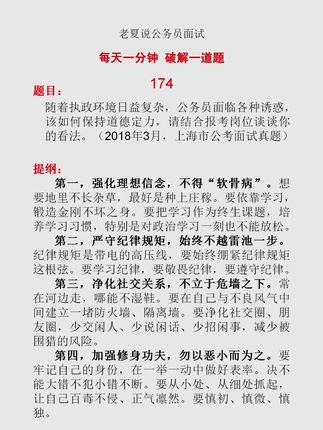 老夏说公务员面试
每天一分钟 破解一道题
174
题目：
随着执政环境日益复杂，公务员面临各种诱惑，
该如何保持道德定力，请结合报考岗位谈谈你
的看法。（2018年3月，上海市公考面试真题）
提纲：
第一，强化理想信念，不得“软骨病”。想
要地里不长杂草，最好是种上庄稼。要依靠学习，
锻造金刚不坏之身。要把学习作为终生课题，培
养学习习惯，特别是对政治学习一刻也不能放松。
第二，严守纪律规矩，始终不越雷池一步。
纪律规矩是带电的高压线，要始终绷紧纪律规矩
这根弦。要学习纪律，要敬畏纪律，要遵守纪律。
第三，净化社交关系，不立于危墙之下。常
在河边走，哪能不湿鞋。要在自己与不良风气中
间建立一堵防火墙、隔离墙。要净化社交圈、朋
友圈，少交闲人、少说闲话、少招闲事，减少被
围猎的风险。
第四，加强修身功夫，勿以恶小而为之。要
牢记自己的身份，在一举一动中做好表率。决不
能大错不犯小错不断。要从小处、从细处抓起，
让自己百毒不侵、正气凛然。要慎初、慎微、慎
独。